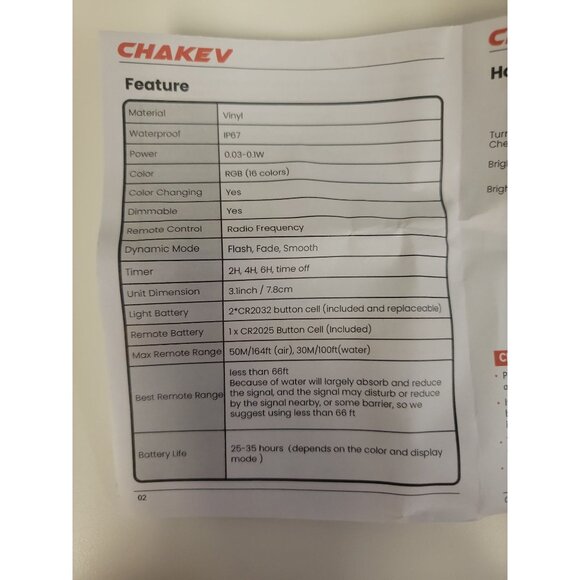 CHAKEV
Feature
Material Vinyl
Waterproof IP67
Power 0.03-0.1W
Color RGB (16 colors)
Color Changing Yes
Dimmable Yes
Remote Control Radio Frequency
Dynamic Mode Flash, Fade, Smooth
Timer 2H, 4H, 6H, time off
Unit Dimension 3.1inch / 7.8cm
Light Battery 2*CR2032 button cell (included and replaceable)
Remote Battery 1 x CR2025 Button Cell (Included)
Max Remote Range 50M/164ft (air), 30M/100ft(water)
Best Remote Range
less than 66ft
Because of water will largely absorb and reduce
the signal, and the signal may disturb or reduce
by the signal nearby, or some barrier, so we
suggest using less than 66 ft
Battery Life
25-35 hours (depends on the color and display
mode )
02